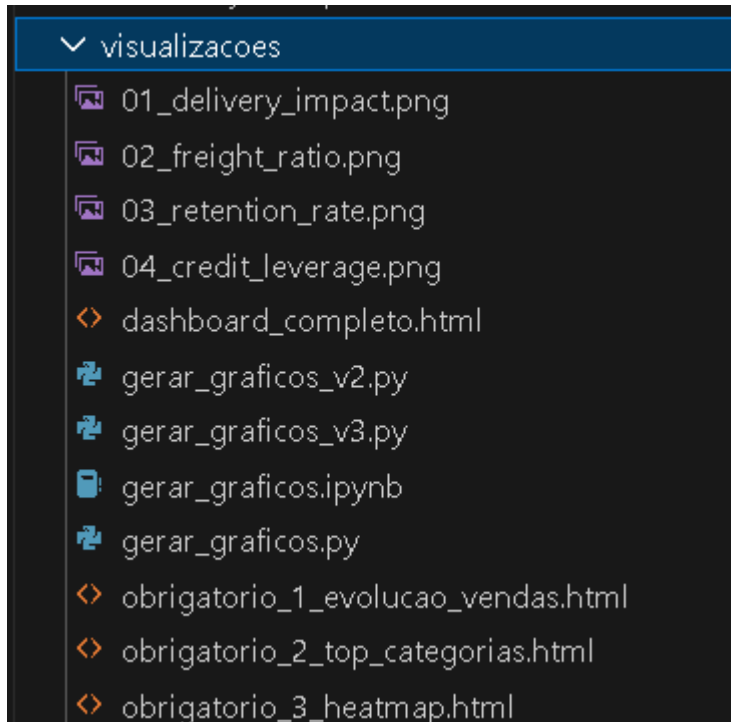 visualizacoes
01_delivery_impact.png
02_freight_ratio.png
03_retention_rate.png
04_credit_leverage.png
dashboard_completo.html
gerar_graficos_v2.py
gerar_graficos_v3.py
gerar_graficos.ipynb
gerar_graficos.py
obrigatorio_1_evolucao_vendas.html
obrigatorio_2_top_categorias.html
obrigatorio_3_heatmap.html